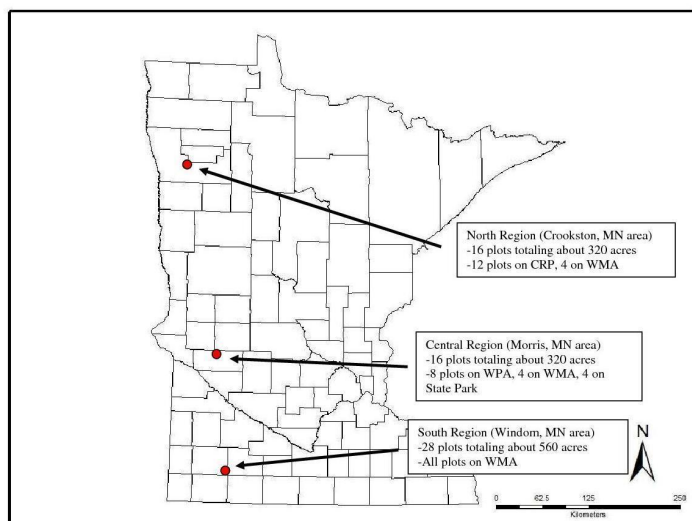 North Region (Crookston, MN area)
-16 plots totaling about 320 acres
-12 plots on CRP, 4 on WMA
Central Region (Morris, MN area)
-16 plots totaling about 320 acres
-8 plots on WPA, 4 on WMA, 4 on
State Park
South Region (Windom, MN area)
-28 plots totaling about 560 acres
-All plots on WMA
N
0 62.5 125 250
Kilometers